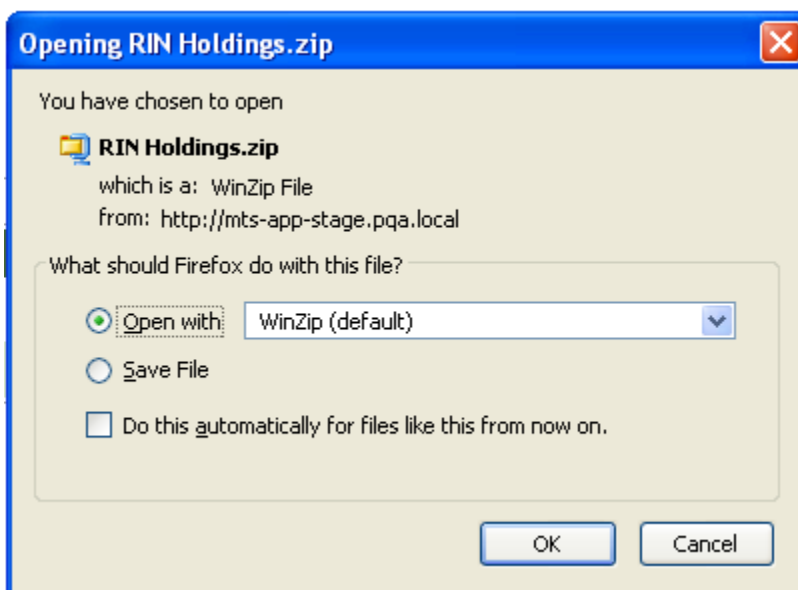 Opening RIN Holdings.zip
You have chosen to open
RIN Holdings.zip
which is a: WinZip File
from: http://mts-app-stage.pqa.local
What should Firefox do with this file?
Open with WinZip (default)
Save File
Do this automatically for files like this from now on.
OK Cancel